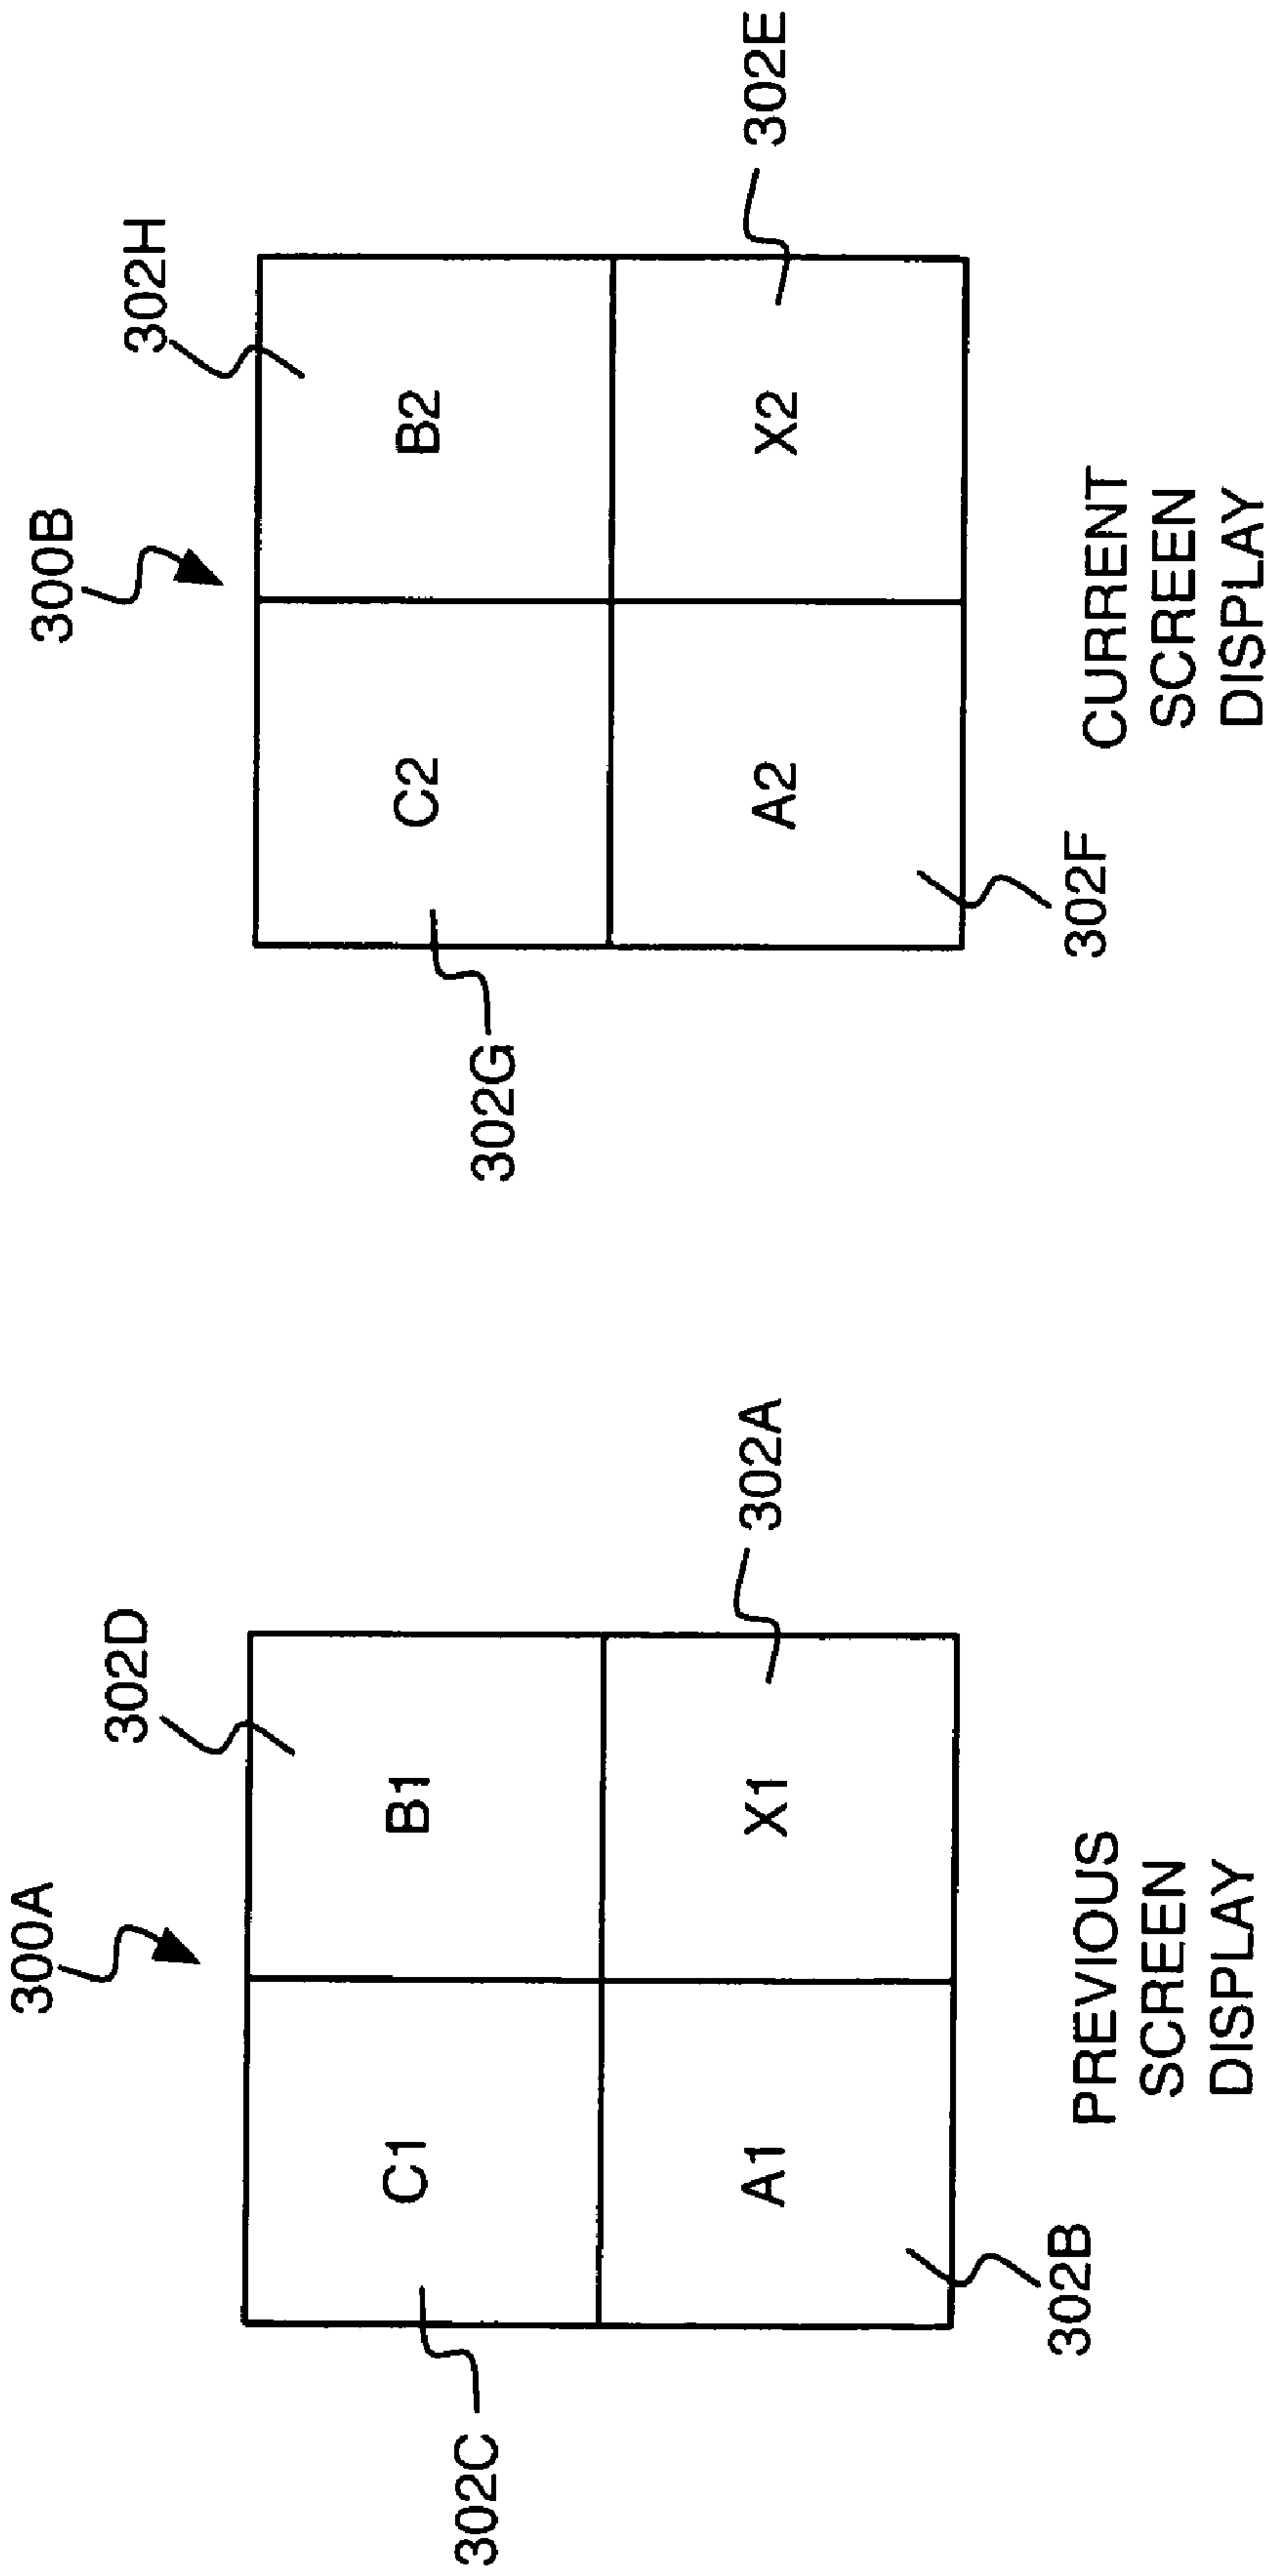 300A
302D
C1
B1
302C
A1
X1
302A
302B
PREVIOUS
SCREEN
DISPLAY
300B
302H
C2
B2
302G
A2
X2
302E
302F
CURRENT
SCREEN
DISPLAY